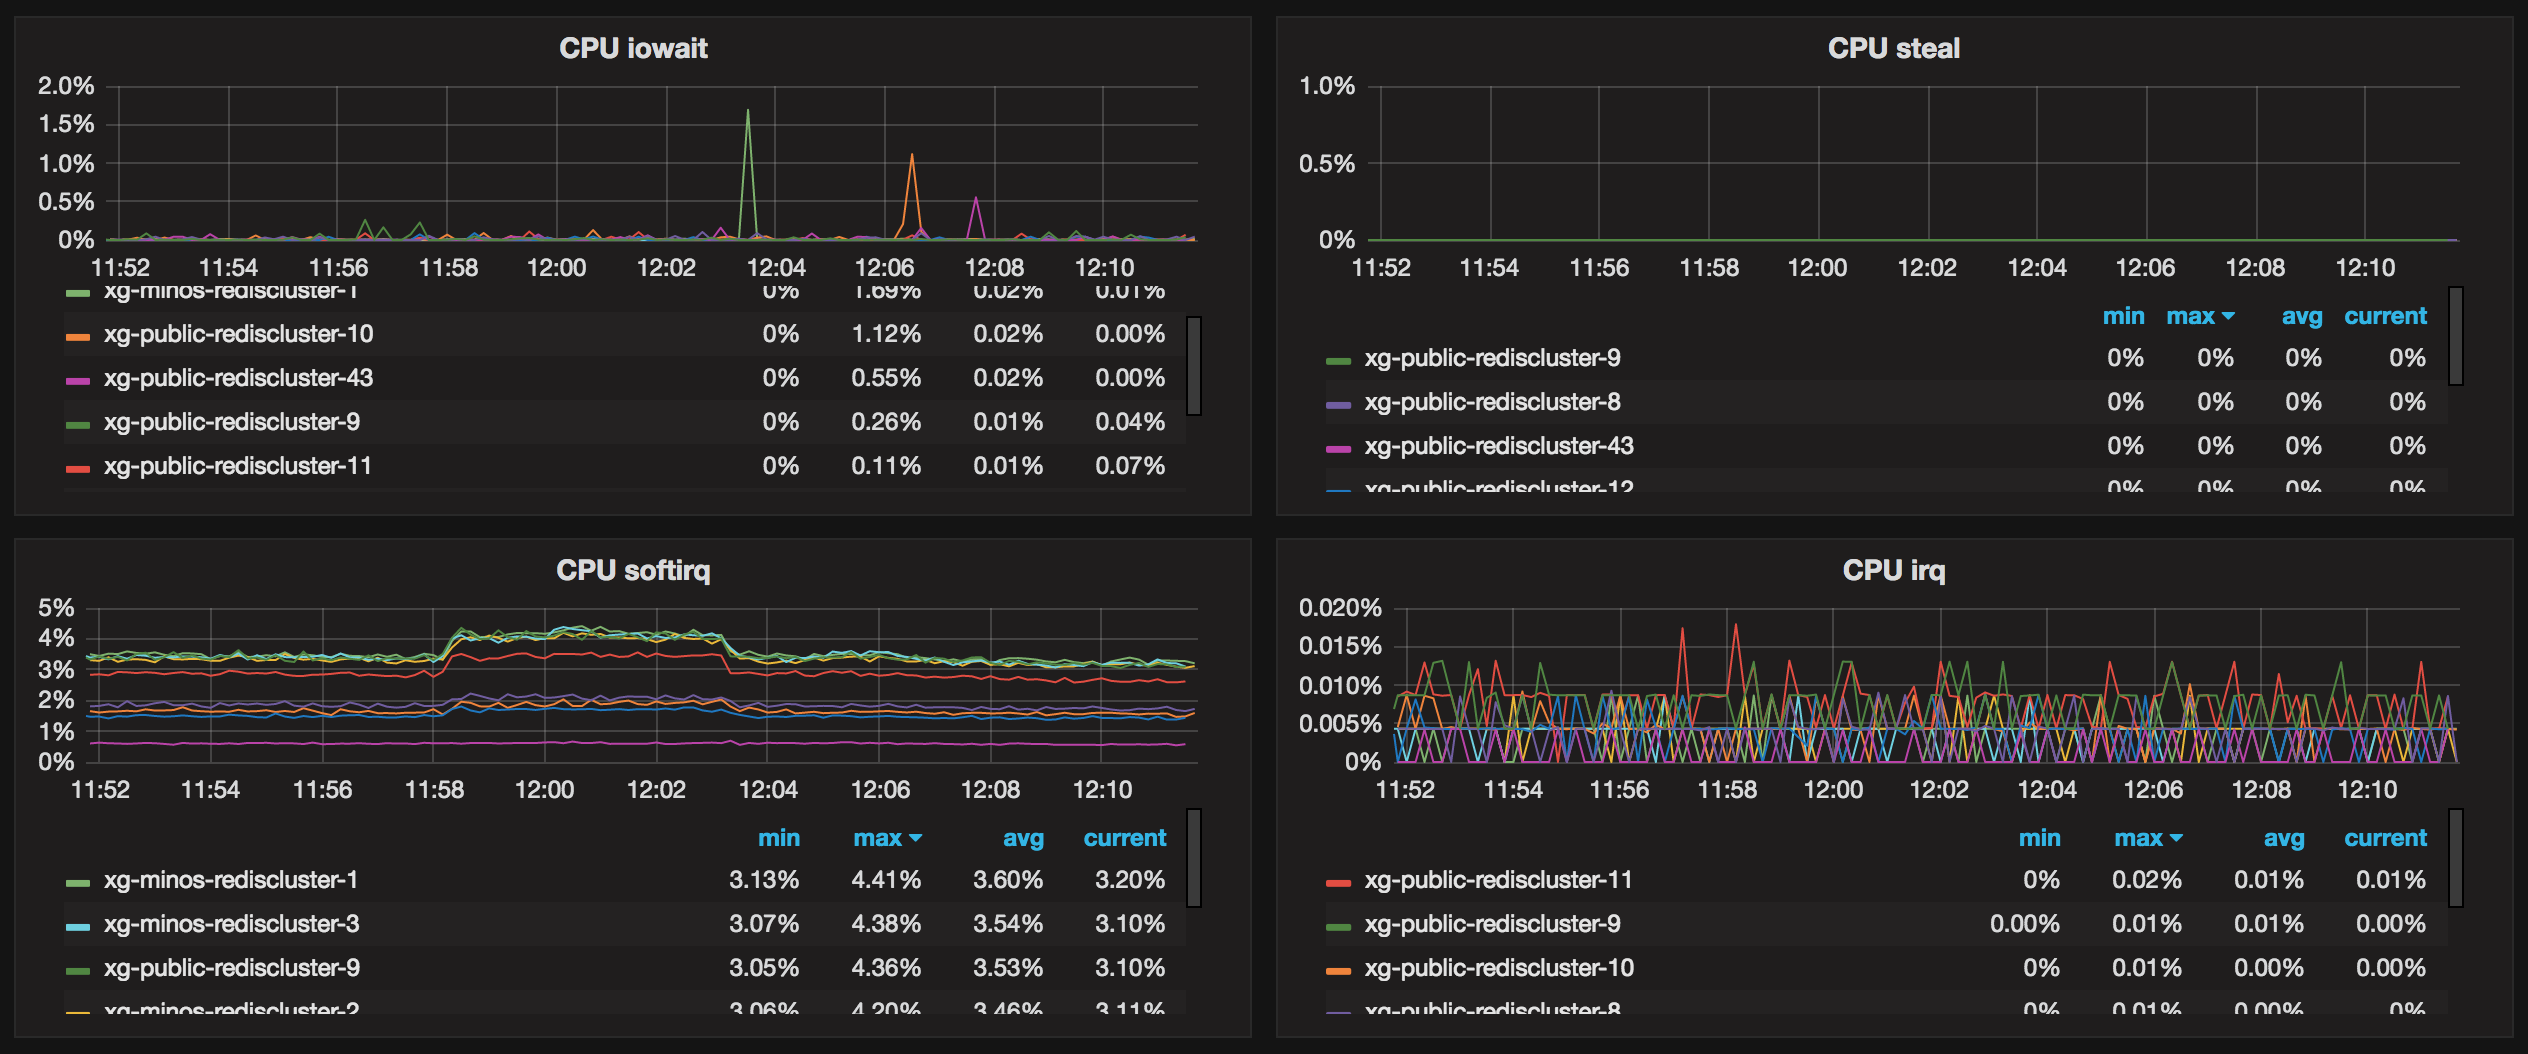 CPU iowait
2.0%
1.5%
1.0%
0.5%
0%
11:52 11:54 11:56 11:58 12:00 12:02 12:04 12:06 12:08 12:10
xg-minos-rediscluster-1 0% 1.69% 0.02% 0.01%
xg-public-rediscluster-10 0% 1.12% 0.02% 0.00%
xg-public-rediscluster-43 0% 0.55% 0.02% 0.00%
xg-public-rediscluster-9 0% 0.26% 0.01% 0.04%
xg-public-rediscluster-11 0% 0.11% 0.01% 0.07%
CPU steal
1.0%
0.5%
0%
11:52 11:54 11:56 11:58 12:00 12:02 12:04 12:06 12:08 12:10
min max avg current
xg-public-rediscluster-9 0% 0% 0% 0%
xg-public-rediscluster-8 0% 0% 0% 0%
xg-public-rediscluster-43 0% 0% 0% 0%
xg-public-rediscluster-12 0% 0% 0% 0%
CPU softirq
5%
4%
3%
2%
1%
0%
11:52 11:54 11:56 11:58 12:00 12:02 12:04 12:06 12:08 12:10
min max avg current
xg-minos-rediscluster-1 3.13% 4.41% 3.60% 3.20%
xg-minos-rediscluster-3 3.07% 4.38% 3.54% 3.10%
xg-public-rediscluster-9 3.05% 4.36% 3.53% 3.10%
xg-minos-rediscluster-2 3.06% 4.20% 3.46% 3.11%
CPU irq
0.020%
0.015%
0.010%
0.005%
0%
11:52 11:54 11:56 11:58 12:00 12:02 12:04 12:06 12:08 12:10
min max avg current
xg-public-rediscluster-11 0% 0.02% 0.01% 0.01%
xg-public-rediscluster-9 0.00% 0.01% 0.01% 0.00%
xg-public-rediscluster-10 0% 0.01% 0.00% 0.00%
xg-public-rediscluster-8 0% 0.01% 0.00% 0%